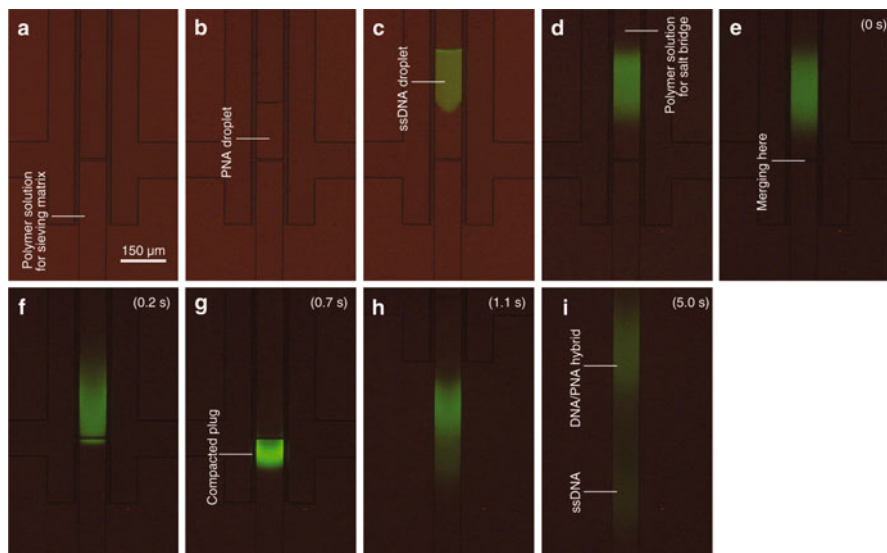 a
Polymer solution
for sieving matrix
150 µm
b
PNA droplet
c
ssDNA droplet
d
Polymer solution
for salt bridge
e
(0 s)
Merging here
f
(0.2 s)
g
(0.7 s)
Compacted plug
h
(1.1 s)
i
(5.0 s)
DNA/PNA hybrid
ssDNA